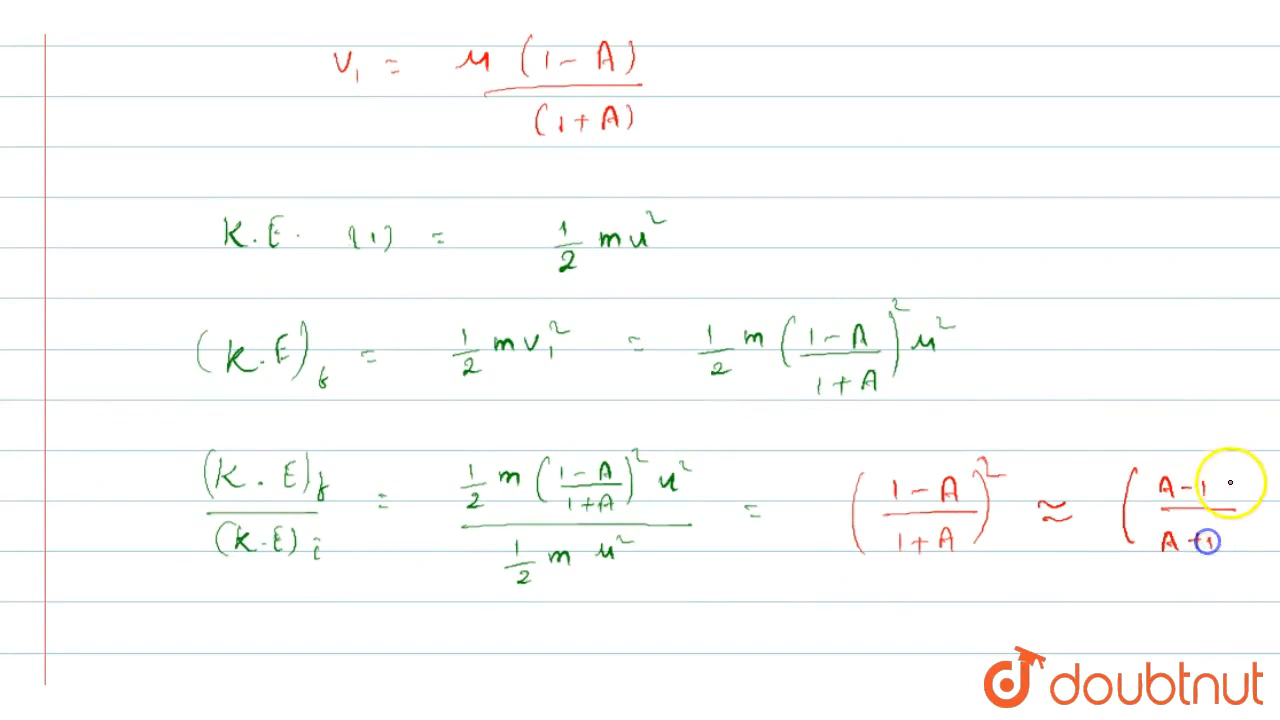 V₁ = u (1 - A) / (1 + A)
K.E. (1) = 1/2 mu²
(K.E)f = 1/2 mv₁² = 1/2 m ((1 - A)/(1 + A))² u²
(K.E)f / (K.E)i = 1/2 m ((1 - A)/(1 + A))² u² / 1/2 m u² = ((1 - A)/(1 + A))² ≈ ((A - 1)/(A + 1)
doubtnut